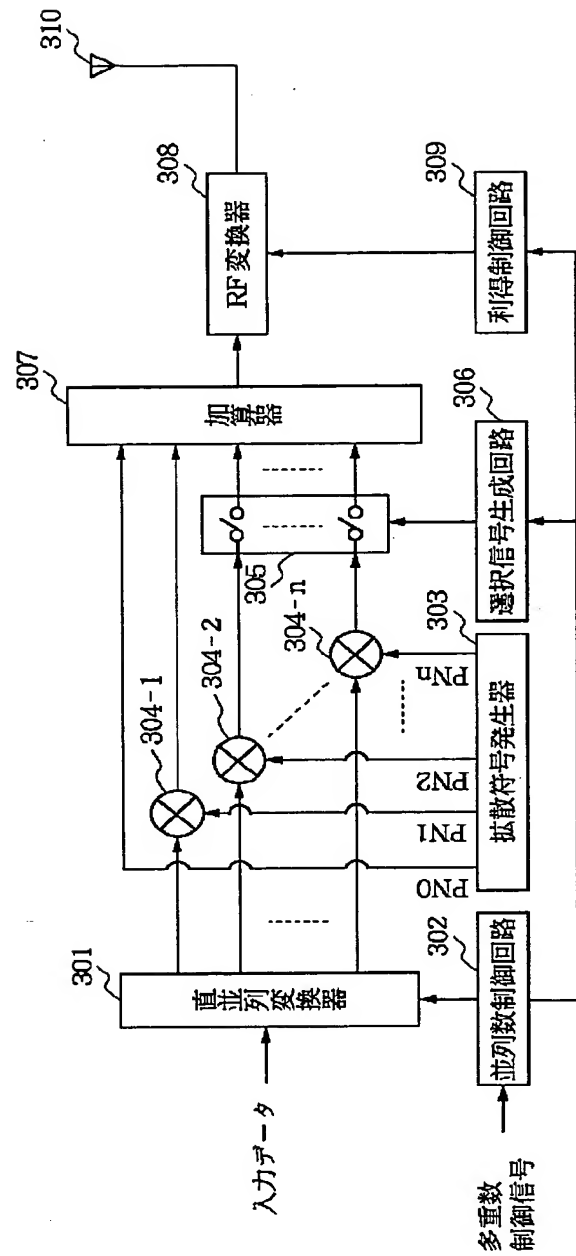 310
308
RF変換器
309
利得制御回路
307
加算器
306
選択信号生成回路
305
304-1
304-2
304-n
303
拡散符号発生器
PN0
PN1
PN2
PNn
301
直並列変換器
302
並列数制御回路
入力データ
多重数
制御信号